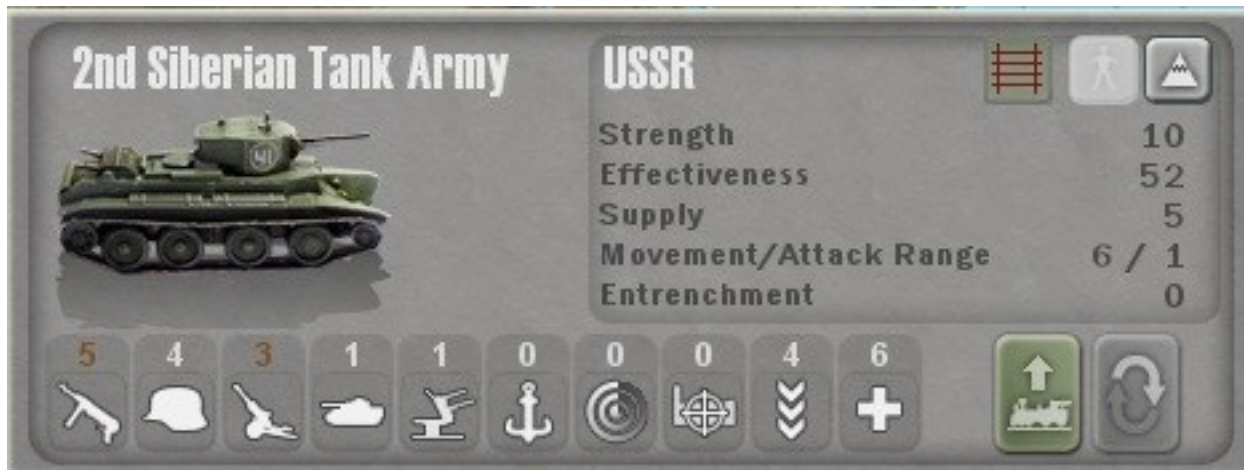 2nd Siberian Tank Army
USSR
Strength 10
Effectiveness 52
Supply 5
Movement/Attack Range 6 / 1
Entrenchment 0
41
5 4 3 1 1 0 0 0 4 6